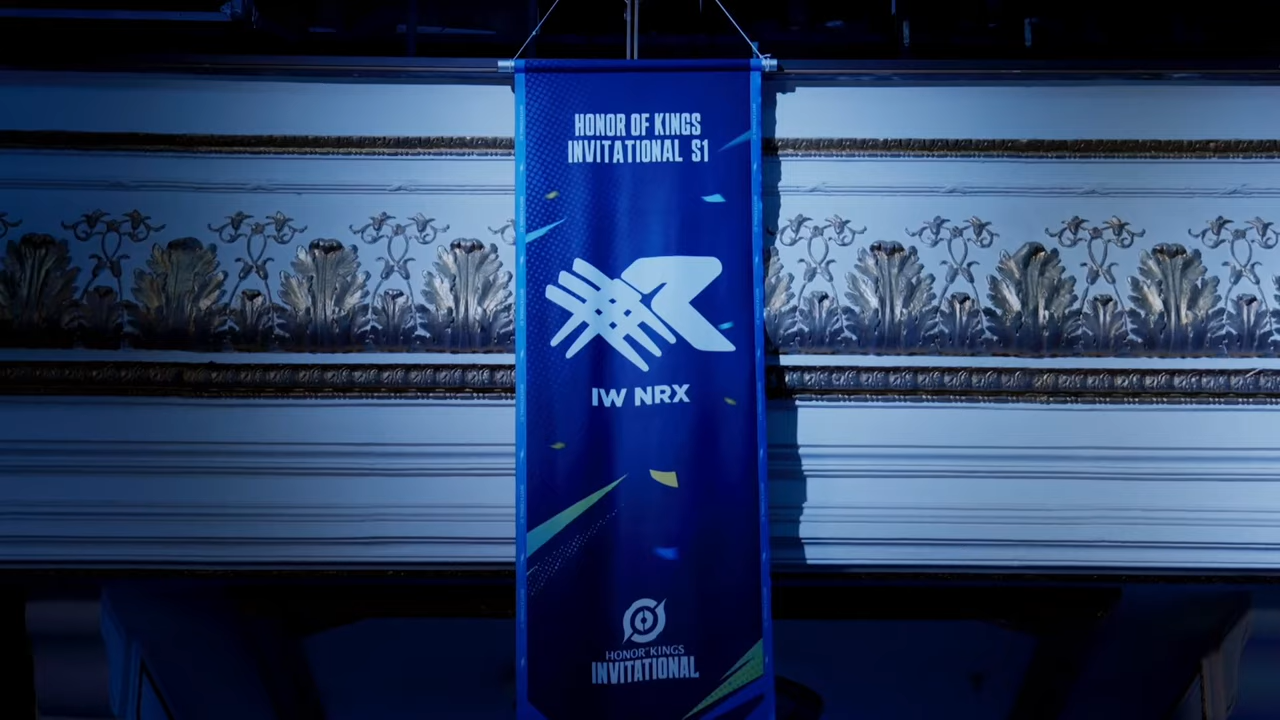 HONOR OF KINGS
INVITATIONAL S1
IW NRX
HONOR OF KINGS
INVITATIONAL